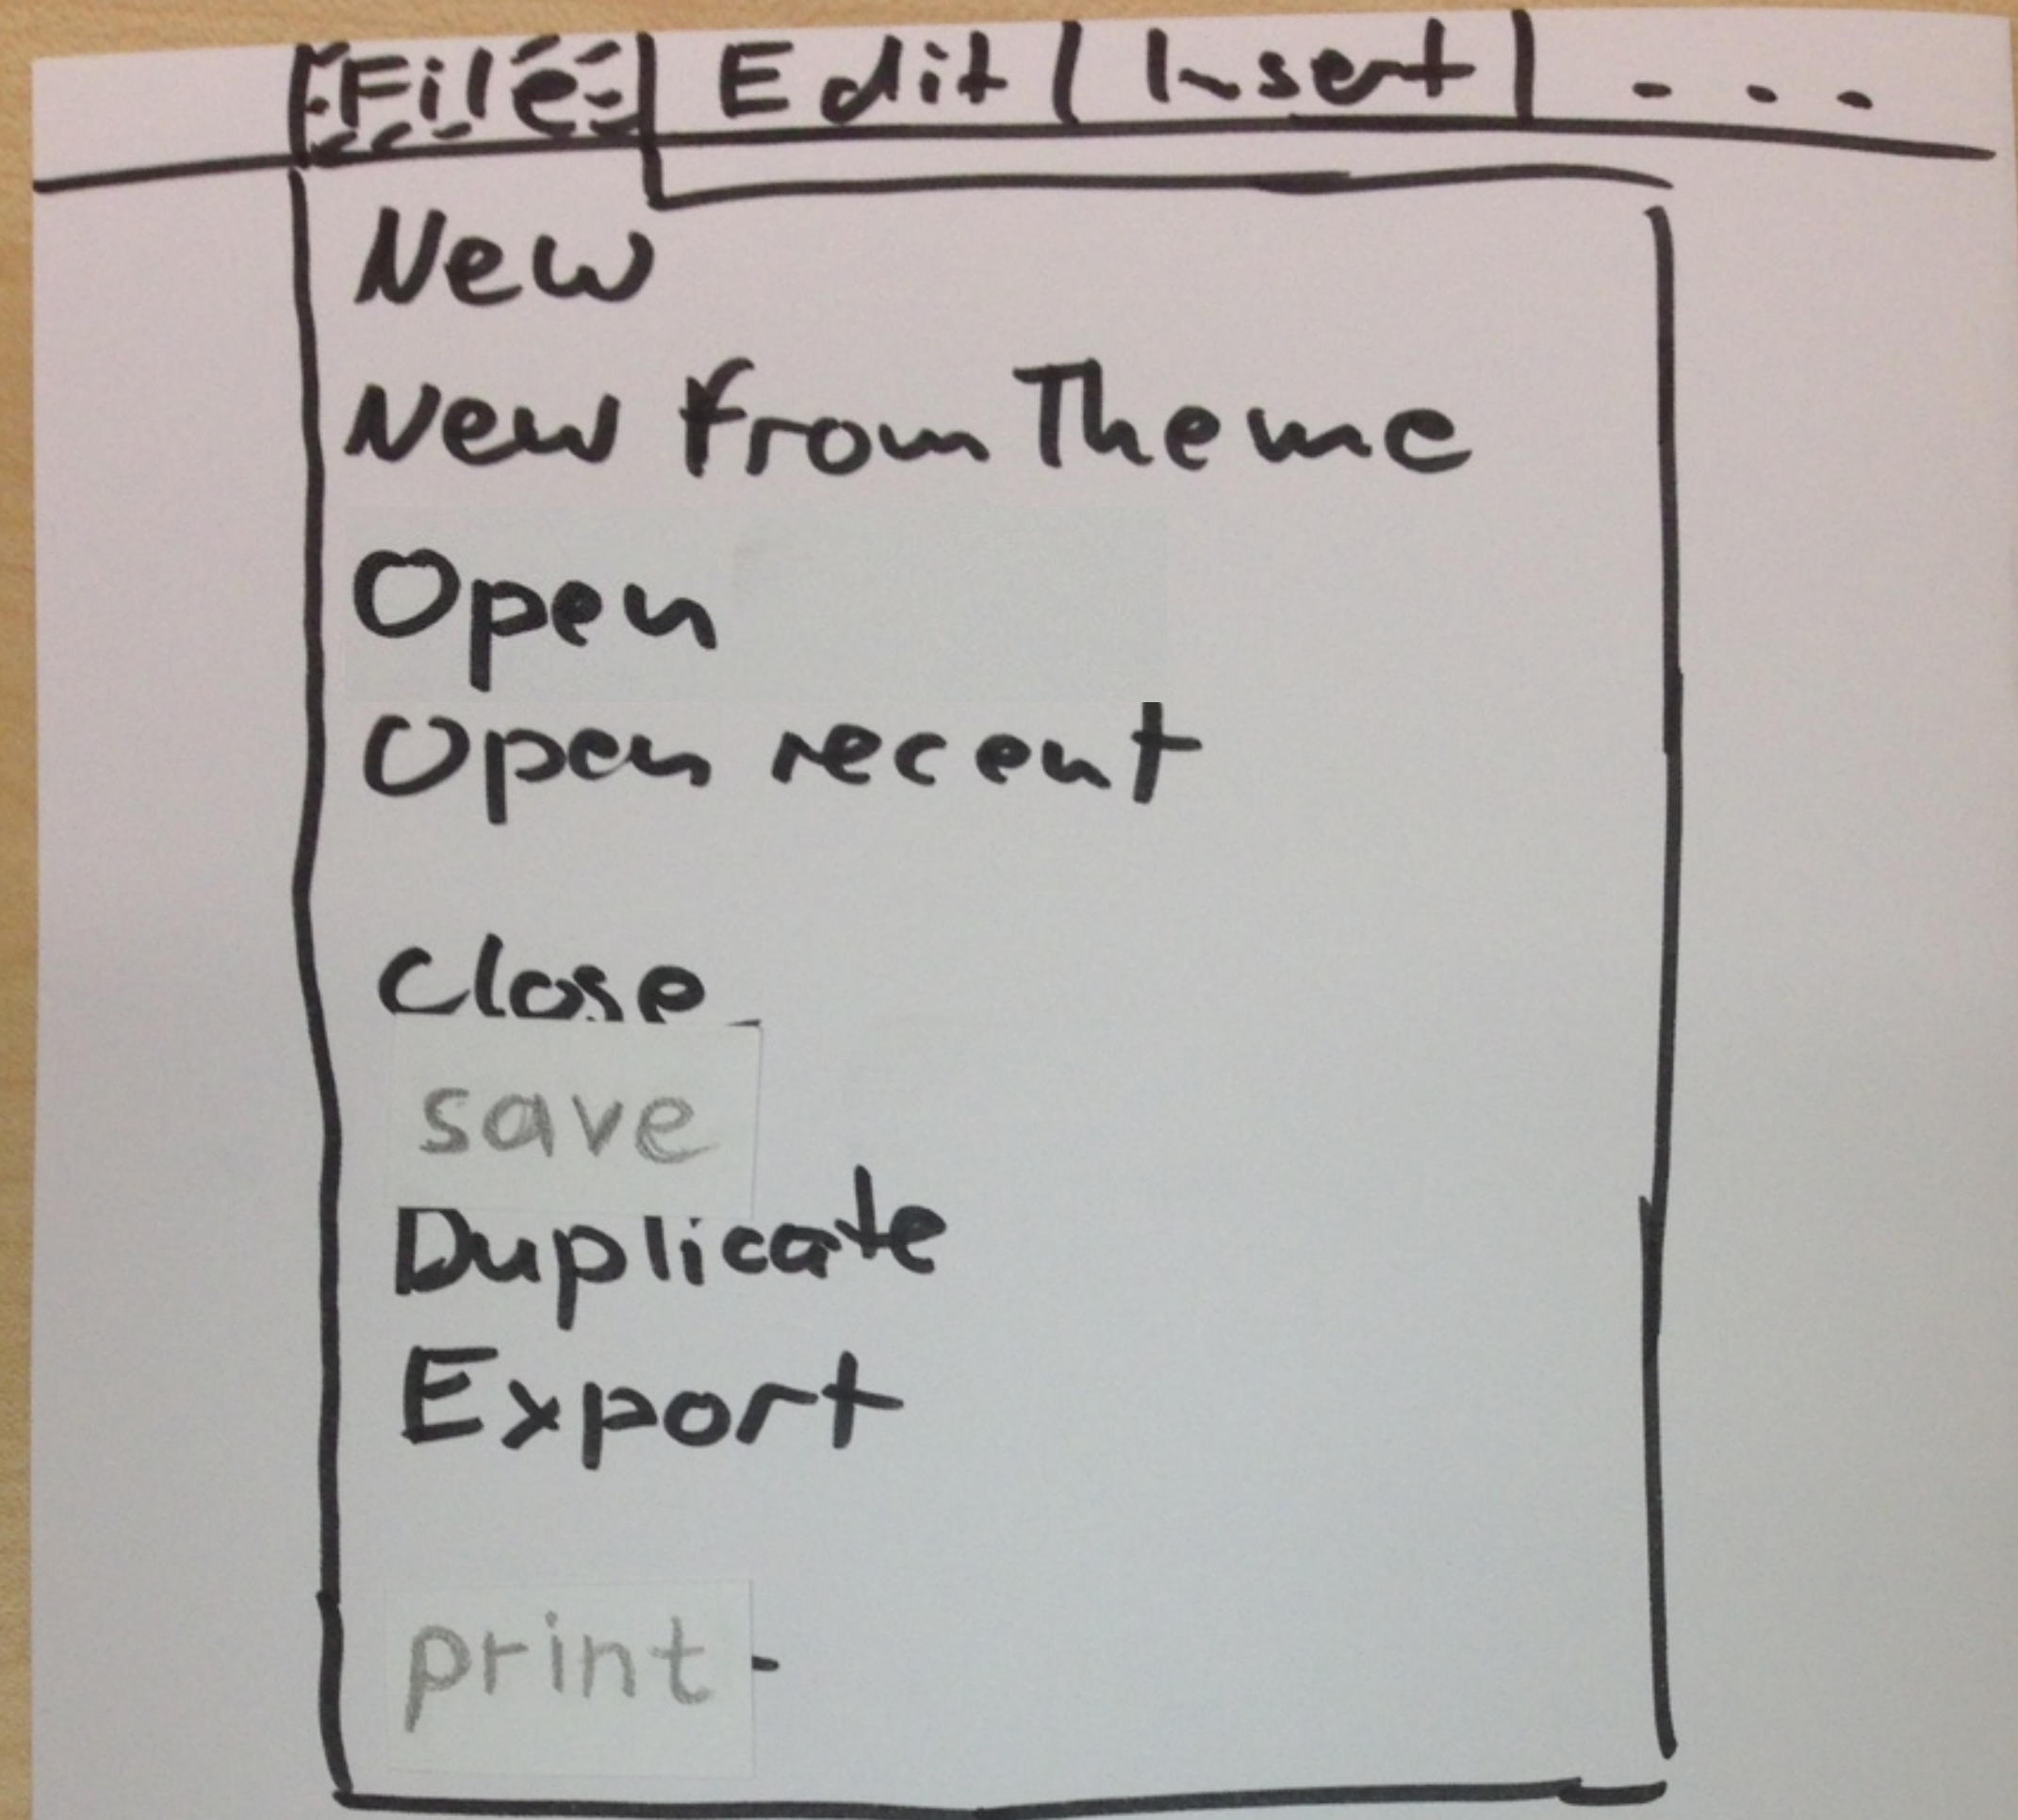 File Edit Insert ...
New
New from Theme
Open
Open recent
Close
save
Duplicate
Export
print